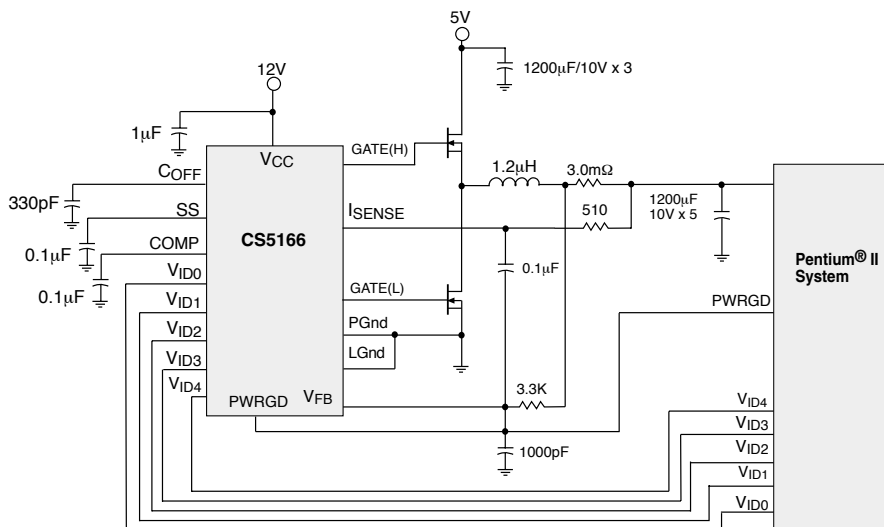 5V
1200μF/10V x 3
12V
1μF
VCC
GATE(H)
COFF
1.2μH
3.0mΩ
330pF
SS
ISENSE
510
1200μF
10V x 5
CS5166
COMP
0.1μF
Pentium® II
System
VID0
0.1μF
0.1μF
GATE(L)
VID1
PWRGD
PGnd
VID2
LGnd
VID3
VID4
3.3K
VID4
PWRGD
VFB
VID3
1000pF
VID2
VID1
VID0